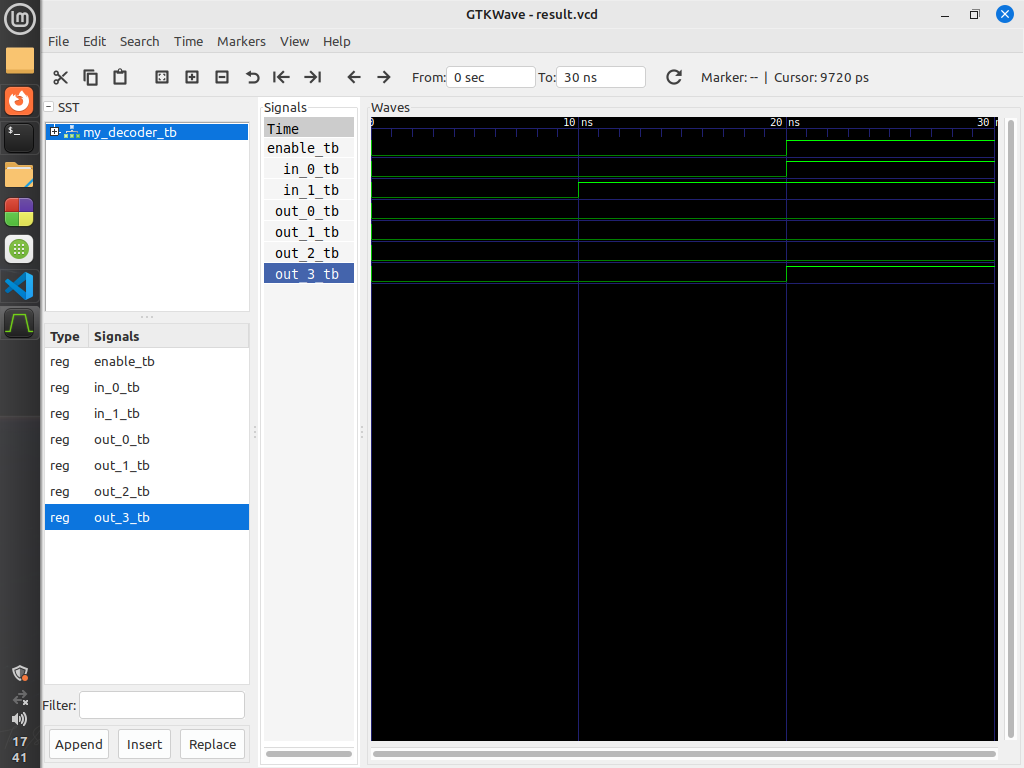 GTKWave - result.vcd
File Edit Search Time Markers View Help
From: 0 sec To: 30 ns Marker: -- | Cursor: 9720 ps
SST
my_decoder_tb
Type Signals
reg enable_tb
reg in_0_tb
reg in_1_tb
reg out_0_tb
reg out_1_tb
reg out_2_tb
reg out_3_tb
Filter:
Append Insert Replace
Signals
Time
enable_tb
in_0_tb
in_1_tb
out_0_tb
out_1_tb
out_2_tb
out_3_tb
Waves
0 10 ns 20 ns 30 n
17
41